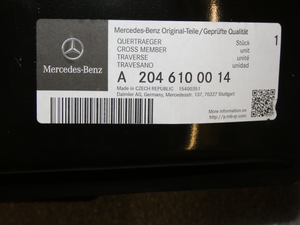 Mercedes-Benz Original-Teile/Geprüfte Qualität
QUERTRAEGER Stück 1
CROSS MEMBER unit
TRAVERSE unité
TRAVESANO unidad
Mercedes-Benz
A 204 610 00 14
Made in CZECH REPUBLIC
Daimler AG, Germany, Mercedesstr. 137, 70327 Stuttgart
More information on